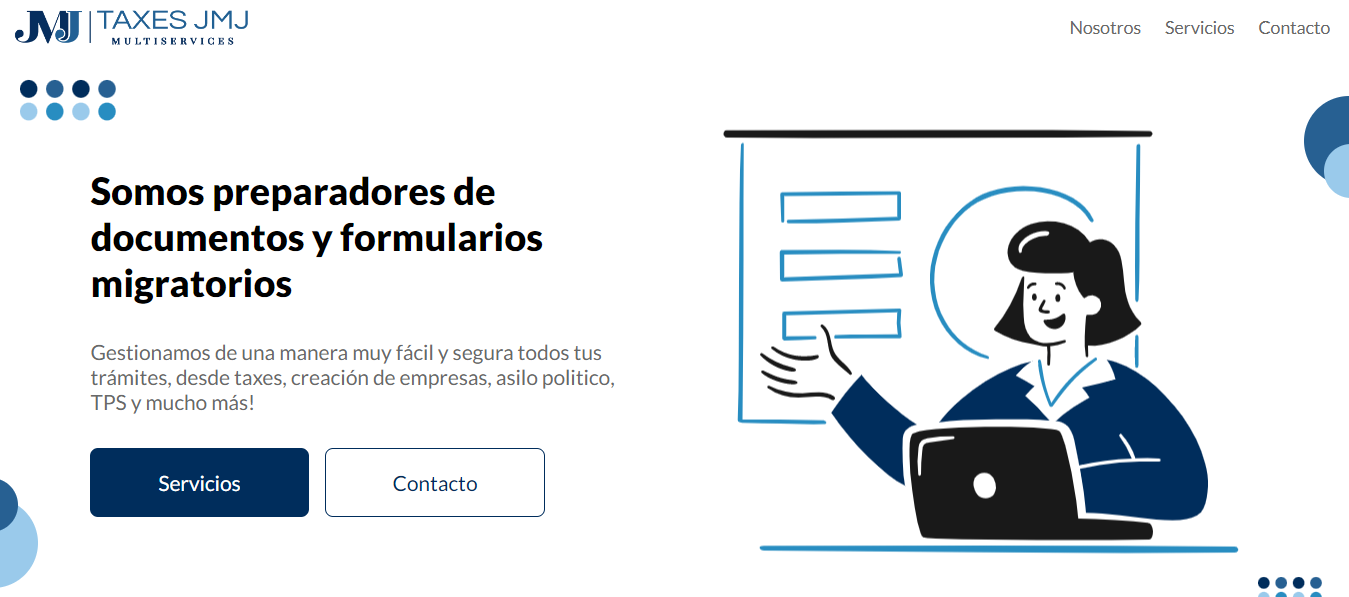 JMJ TAXES JMJ
MULTISERVICES
Nosotros Servicios Contacto
Somos preparadores de
documentos y formularios
migratorios
Gestionamos de una manera muy fácil y segura todos tus
trámites, desde taxes, creación de empresas, asilo politico,
TPS y mucho más!
Servicios Contacto